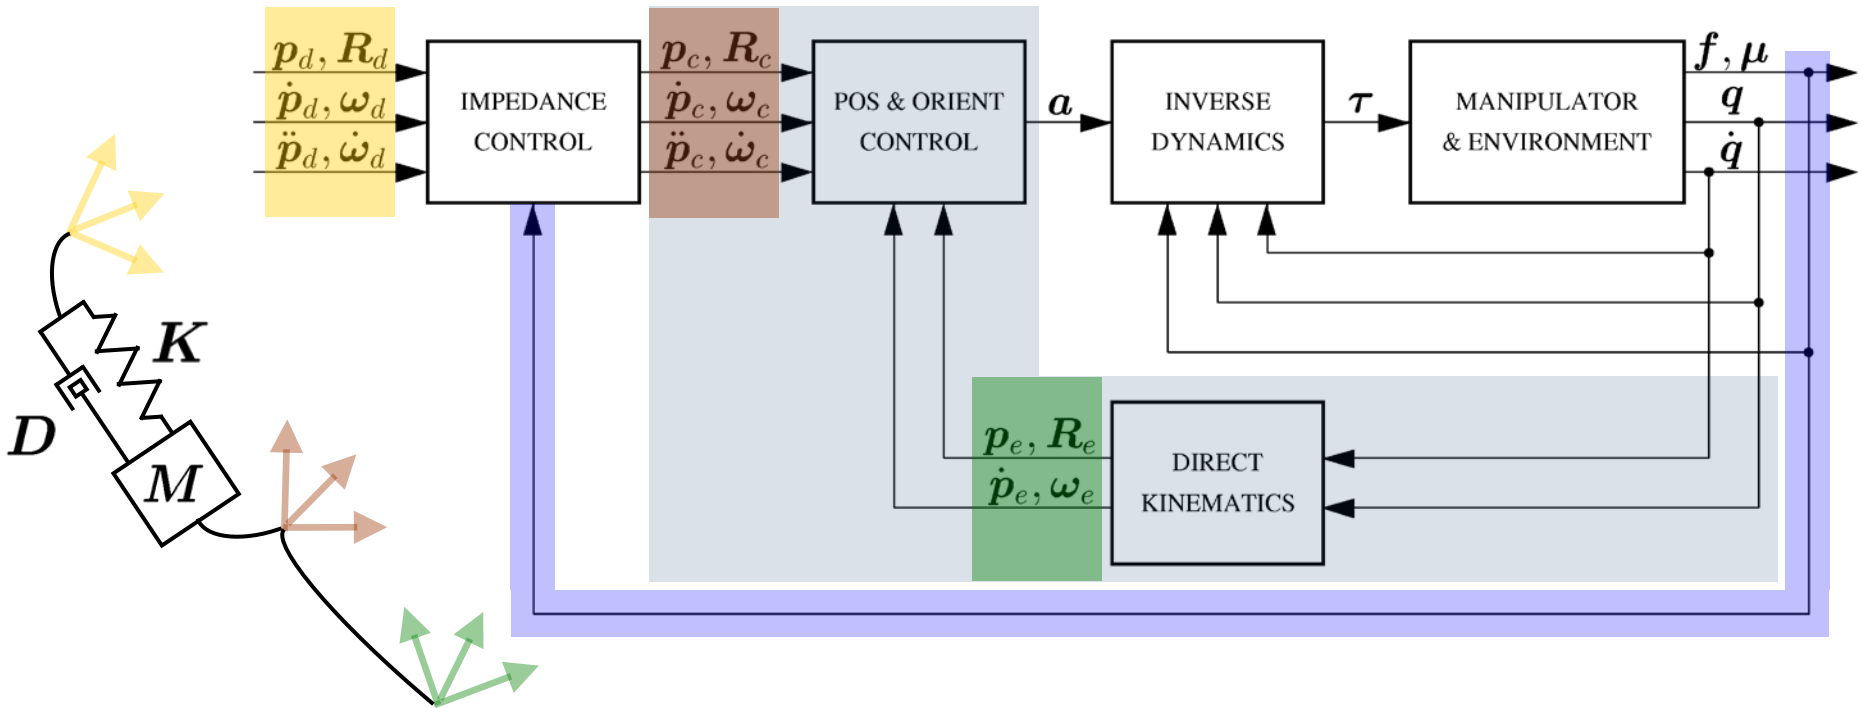 p_d, R_d
ṗ_d, ω_d
p̈_d, ω̇_d
IMPEDANCE
CONTROL
p_c, R_c
ṗ_c, ω_c
p̈_c, ω̇_c
POS & ORIENT
CONTROL
a
INVERSE
DYNAMICS
τ
MANIPULATOR
& ENVIRONMENT
f, μ
q
q̇
K
D
M
p_e, R_e
ṗ_e, ω_e
DIRECT
KINEMATICS